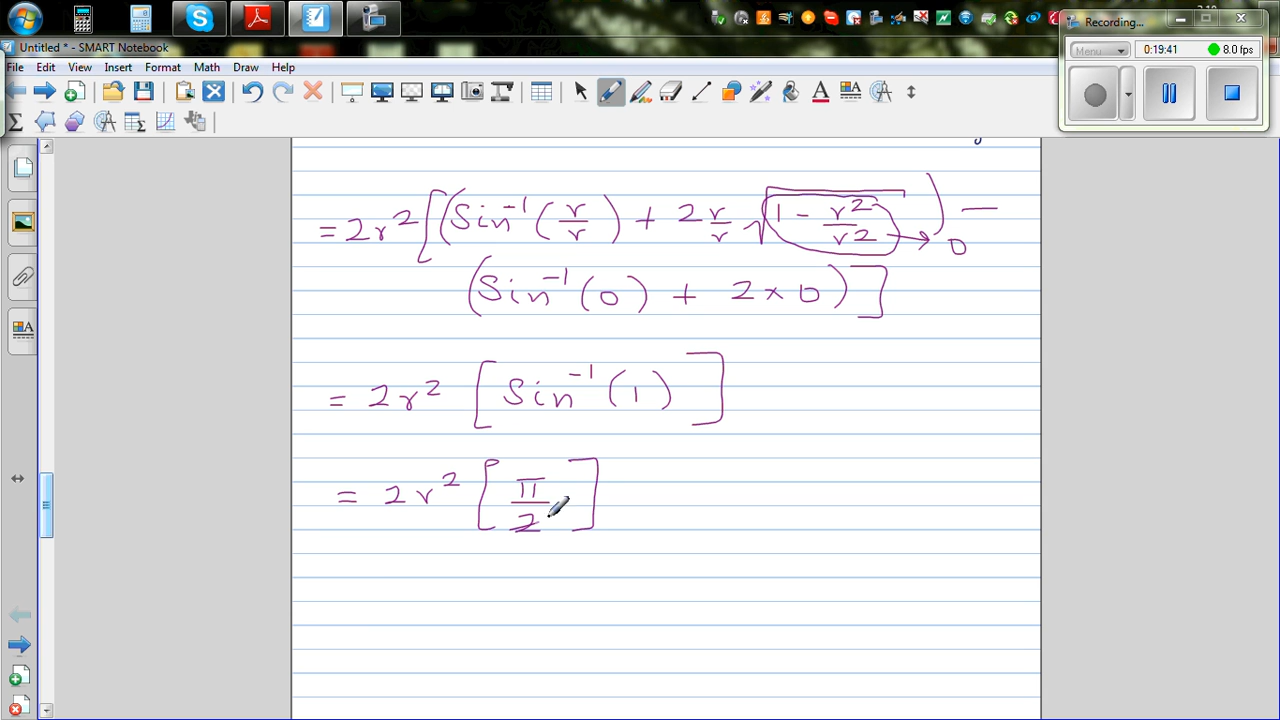 Recording...
Untitled * - SMART Notebook
Menu
0:19:41
8.0 fps
File Edit View Insert Format Math Draw Help
= 2r² [(Sin⁻¹(r/r) + 2 r/r √(1 - r²/r²) → 0) −
(Sin⁻¹(0) + 2 × 0)]
= 2r² [Sin⁻¹(1)]
= 2r² [π/2]